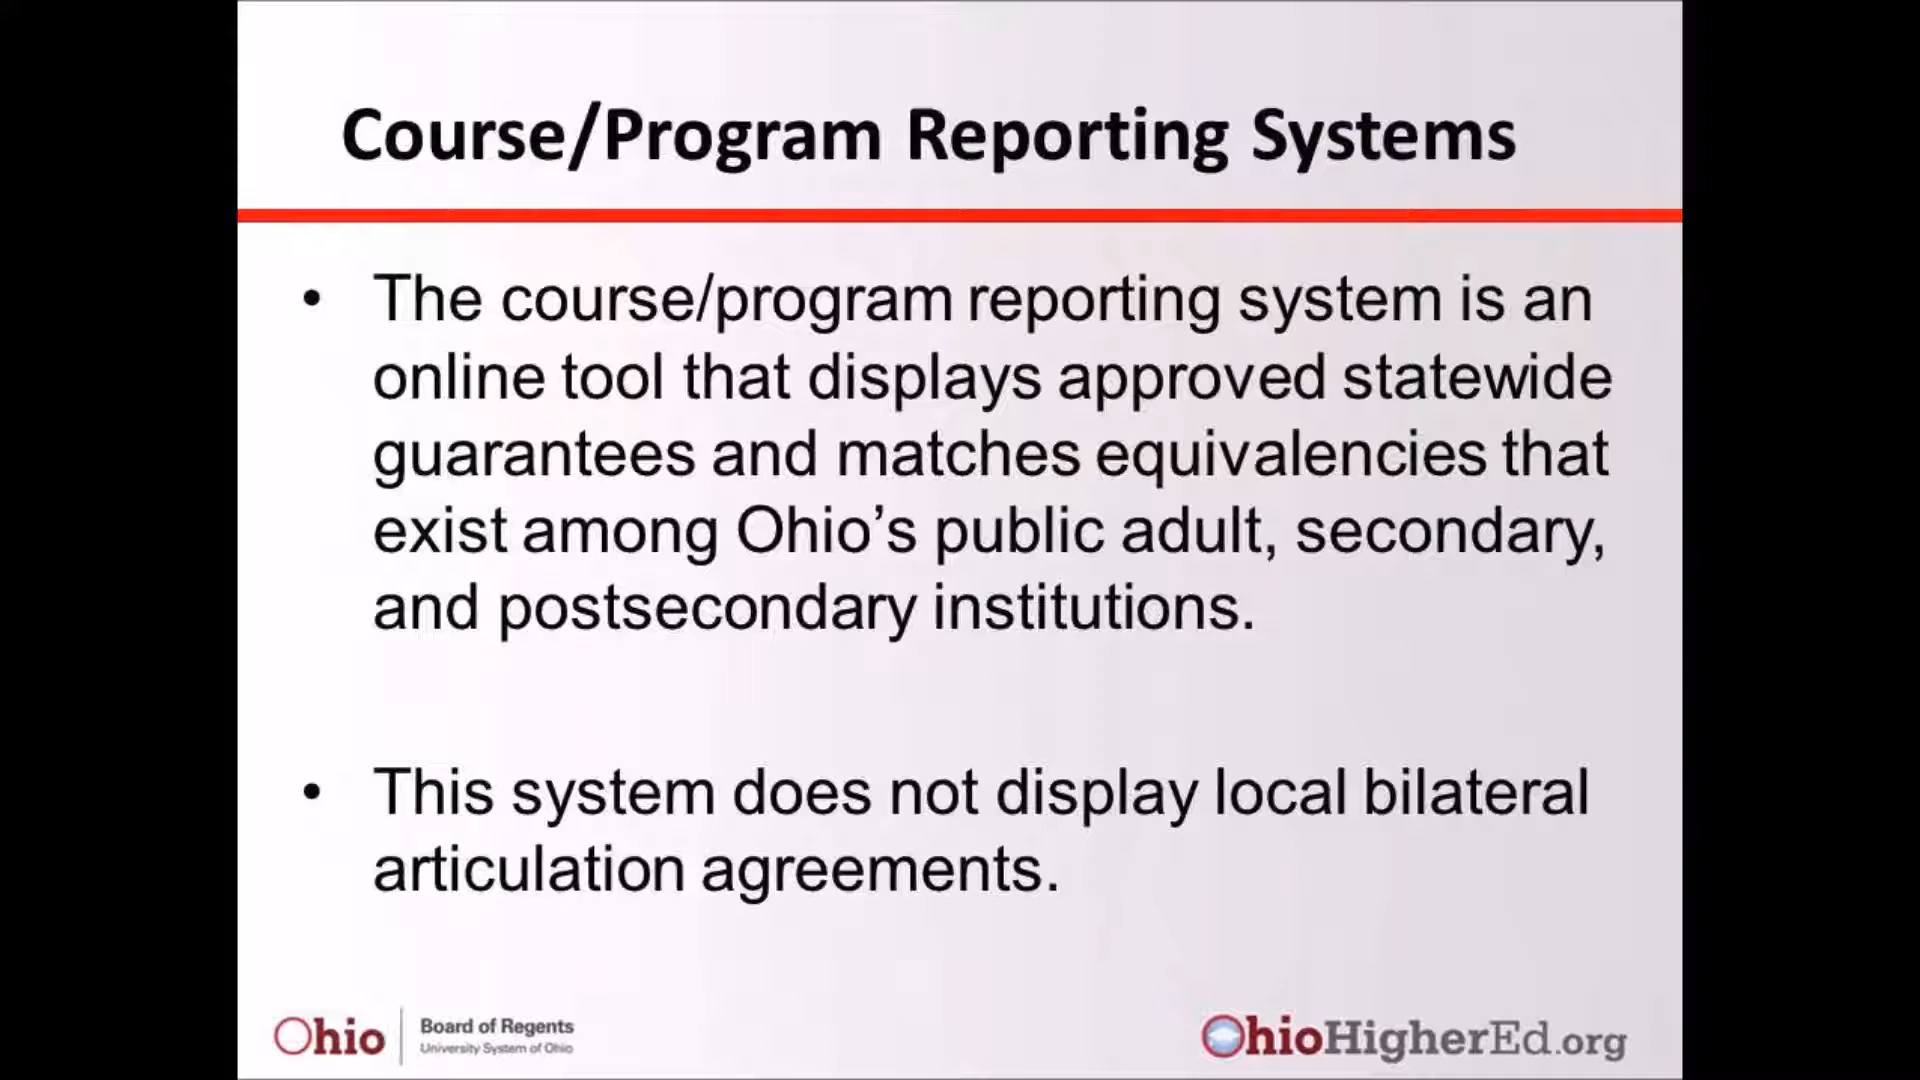 Course/Program Reporting Systems
• The course/program reporting system is an
online tool that displays approved statewide
guarantees and matches equivalencies that
exist among Ohio’s public adult, secondary,
and postsecondary institutions.
• This system does not display local bilateral
articulation agreements.
Ohio
Board of Regents
University System of Ohio
OhioHigherEd.org